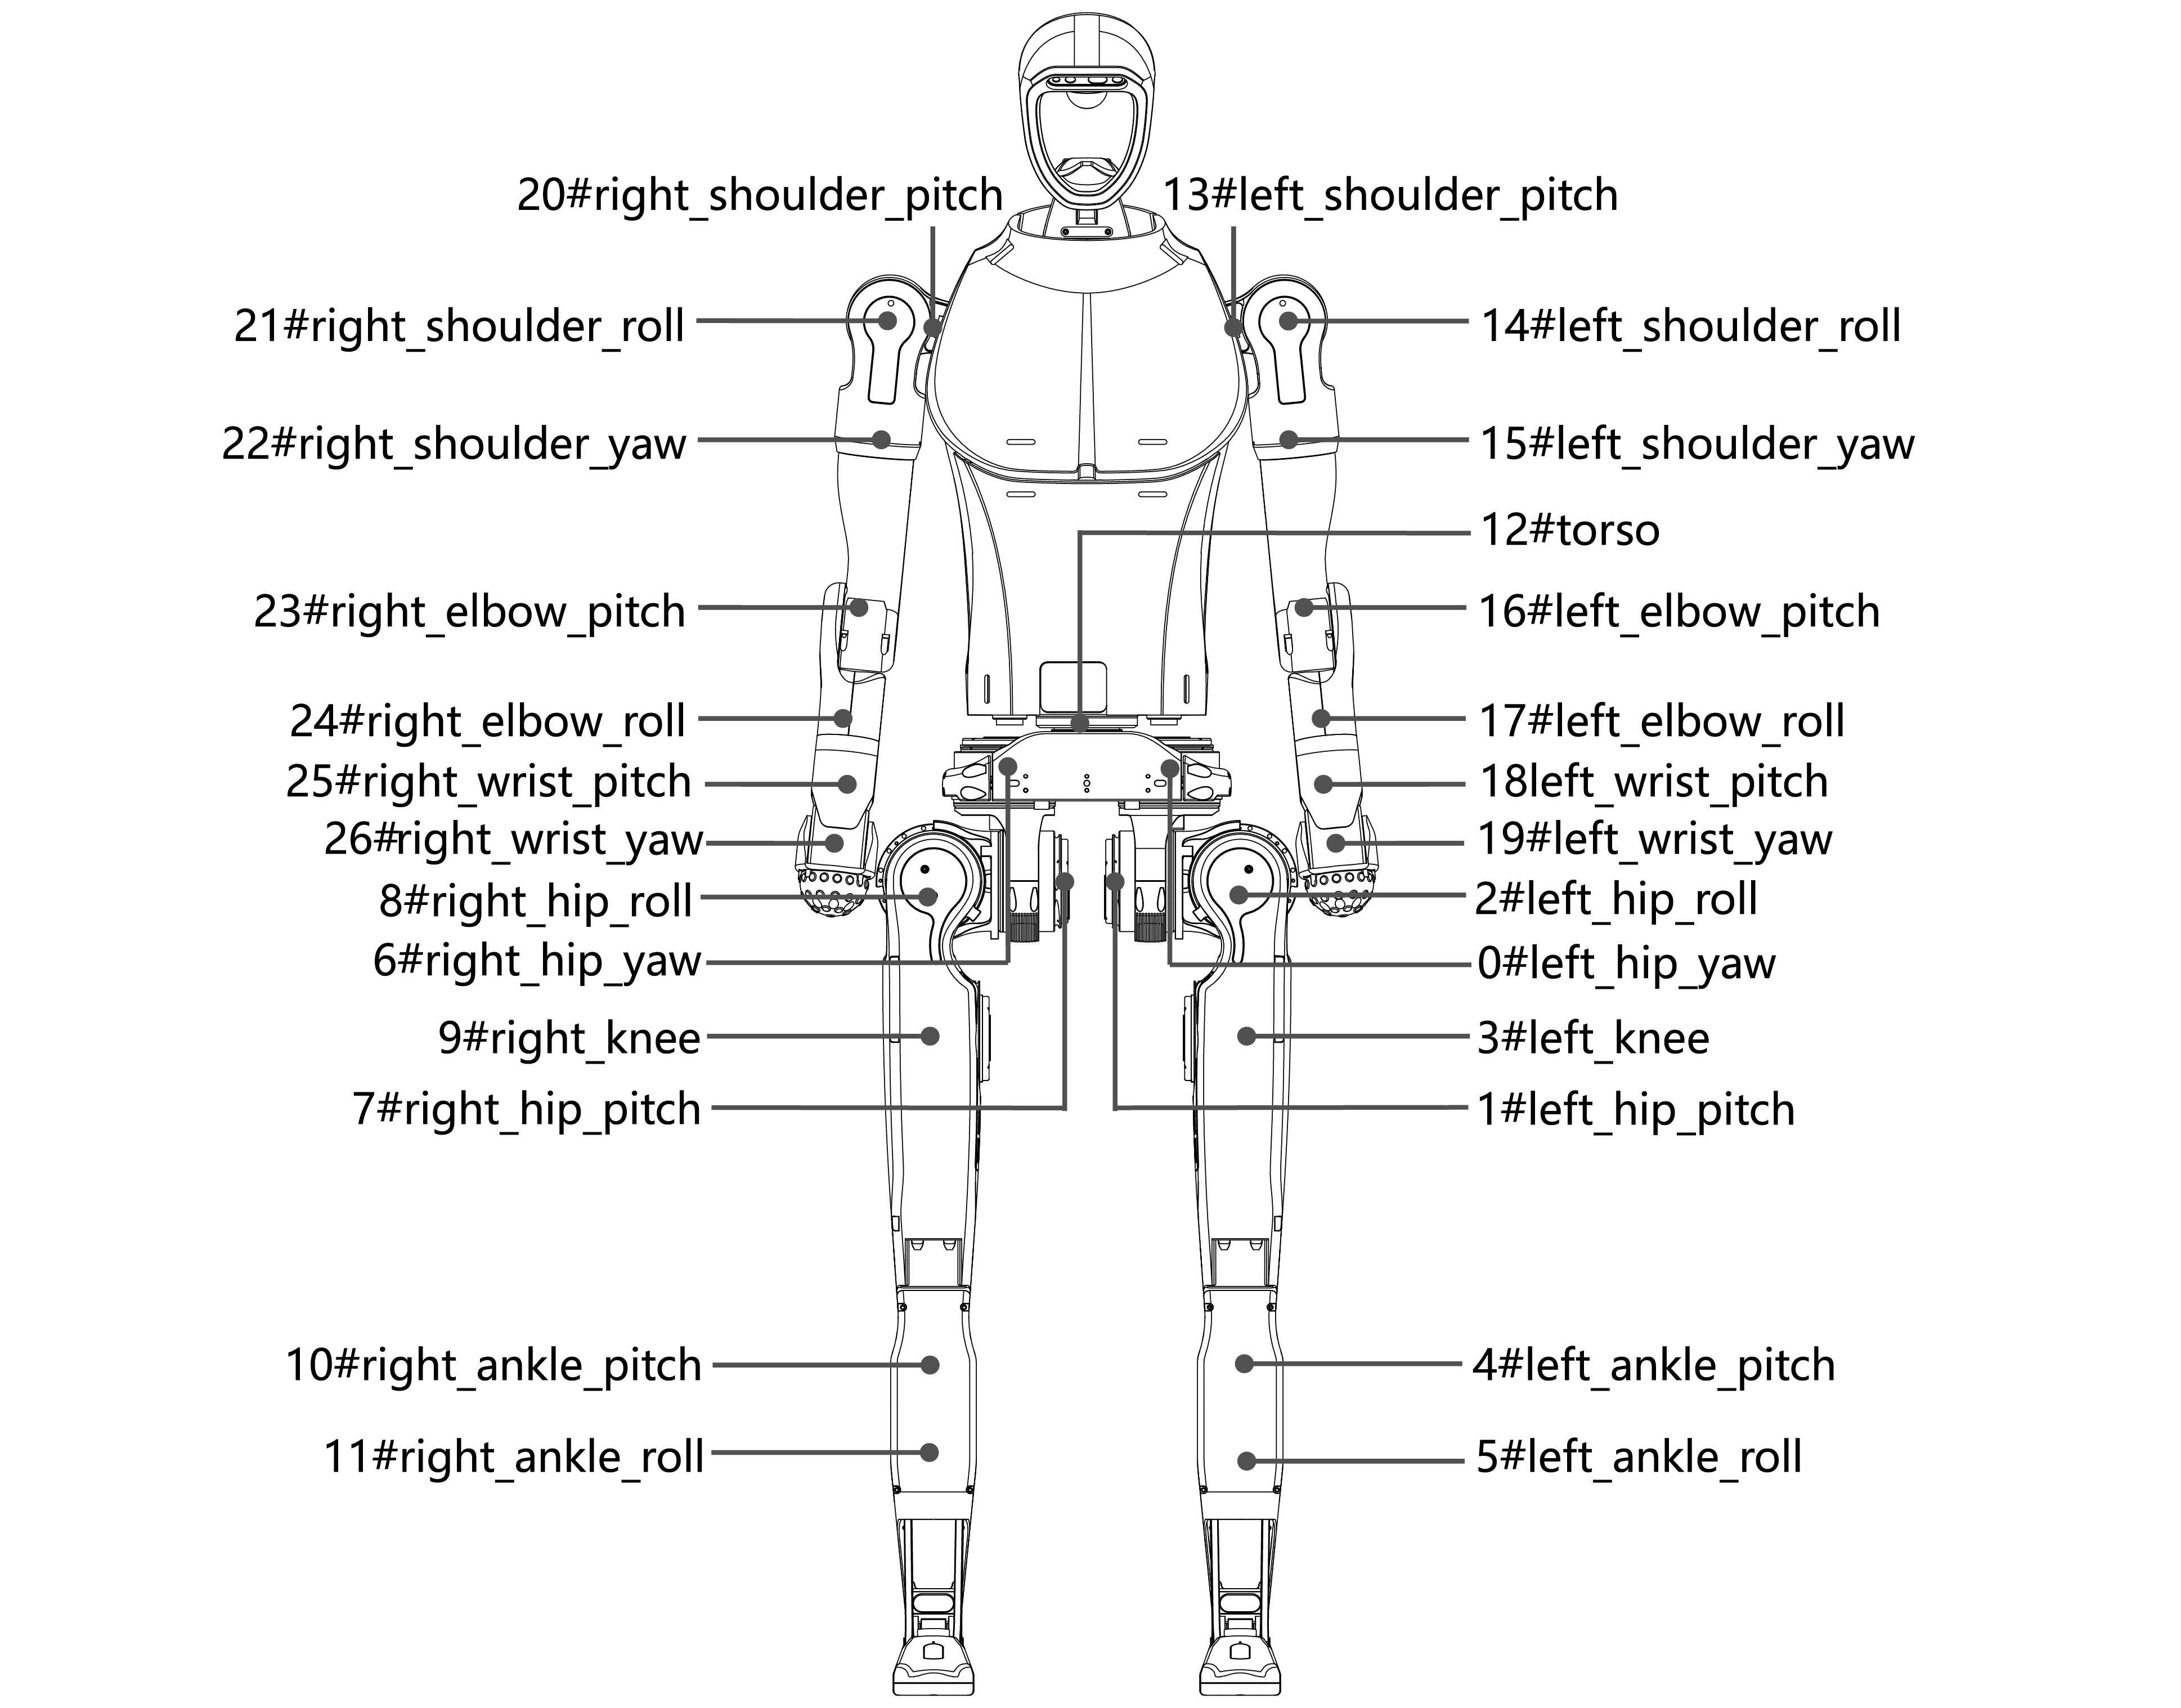 20#right_shoulder_pitch
13#left_shoulder_pitch
21#right_shoulder_roll
14#left_shoulder_roll
22#right_shoulder_yaw
15#left_shoulder_yaw
12#torso
23#right_elbow_pitch
16#left_elbow_pitch
24#right_elbow_roll
17#left_elbow_roll
25#right_wrist_pitch
18left_wrist_pitch
26#right_wrist_yaw
19#left_wrist_yaw
8#right_hip_roll
2#left_hip_roll
6#right_hip_yaw
0#left_hip_yaw
9#right_knee
3#left_knee
7#right_hip_pitch
1#left_hip_pitch
10#right_ankle_pitch
4#left_ankle_pitch
11#right_ankle_roll
5#left_ankle_roll